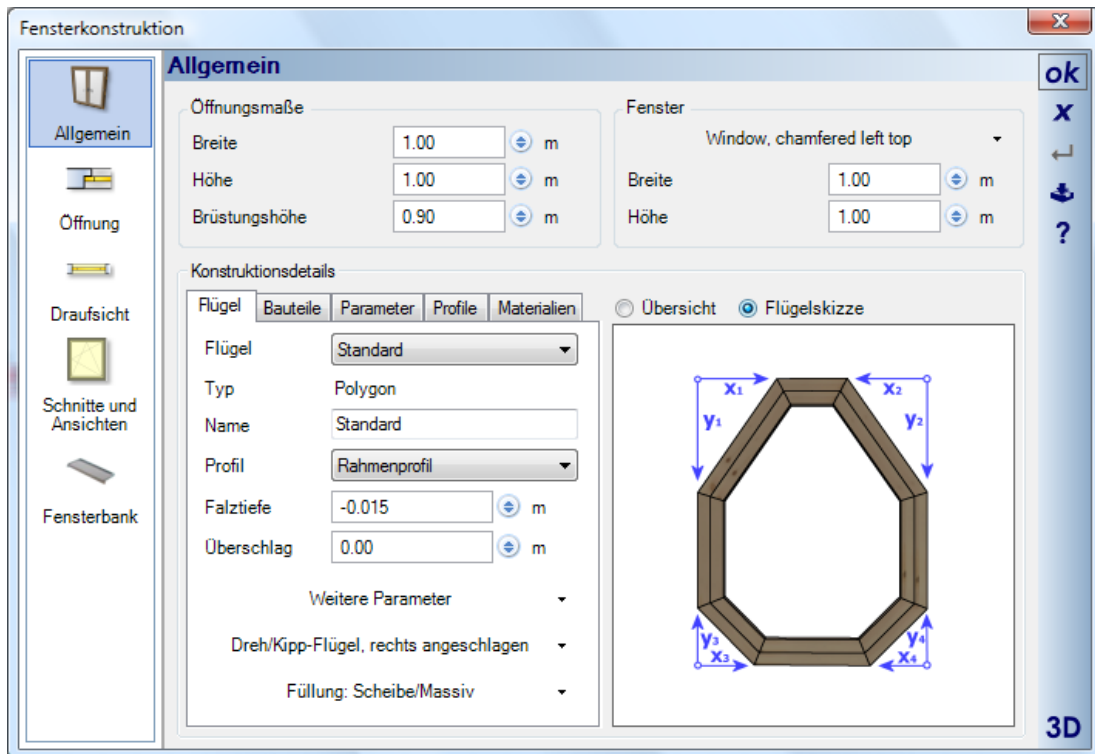 Fensterkonstruktion
x
Allgemein
Öffnung
Draufsicht
Schnitte und
Ansichten
Fensterbank
Allgemein
Öffnungsmaße
Breite 1.00 m
Höhe 1.00 m
Brüstungshöhe 0.90 m
Fenster
Window, chamfered left top
Breite 1.00 m
Höhe 1.00 m
Konstruktionsdetails
Flügel Bauteile Parameter Profile Materialien
Flügel Standard
Typ Polygon
Name Standard
Profil Rahmenprofil
Falztiefe -0.015 m
Überschlag 0.00 m
Weitere Parameter
Dreh/Kipp-Flügel, rechts angeschlagen
Füllung: Scheibe/Massiv
Übersicht Flügelskizze
x1 x2
y1 y2
y3 y4
x3 x4
ok
x
?
3D